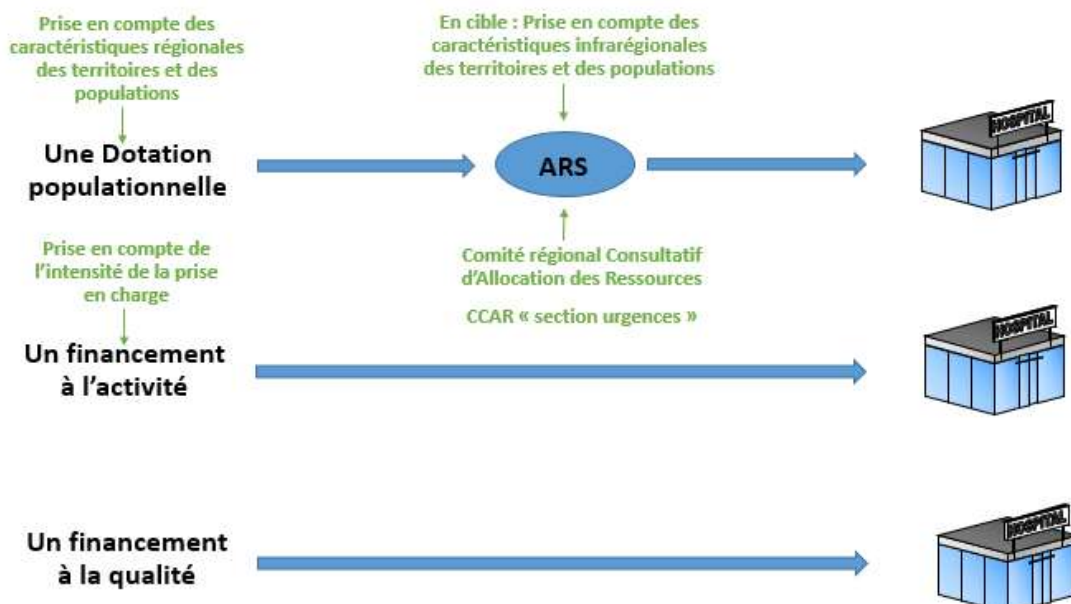 Prise en compte des
caractéristiques régionales
des territoires et des
populations
En cible : Prise en compte des
caractéristiques infrarégionales
des territoires et des populations
Une Dotation
populationnelle
ARS
HOSPITAL
Prise en compte de
l'intensité de la prise
en charge
Comité régional Consultatif
d'Allocation des Ressources
CCAR « section urgences »
Un financement
à l'activité
HOSPITAL
Un financement
à la qualité
HOSPITAL